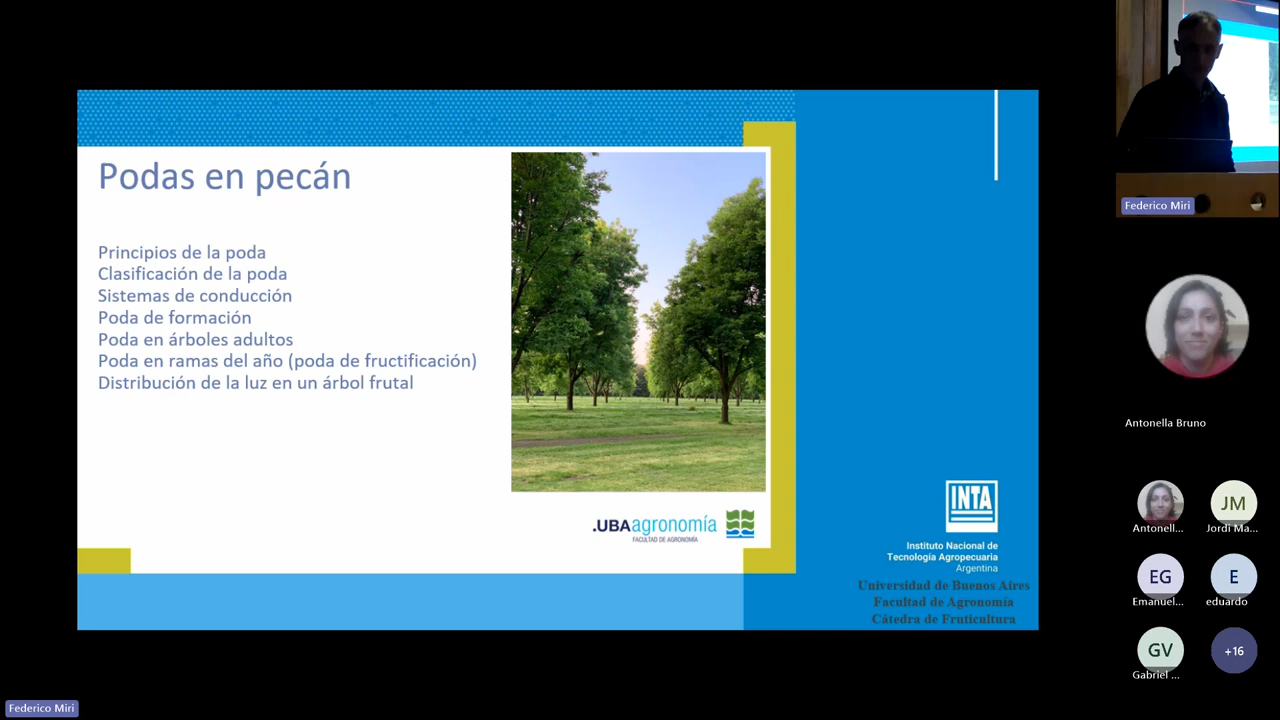 Podas en pecán
Principios de la poda
Clasificación de la poda
Sistemas de conducción
Poda de formación
Poda en árboles adultos
Poda en ramas del año (poda de fructificación)
Distribución de la luz en un árbol frutal
.UBAagronomía
FACULTAD DE AGRONOMÍA
INTA
Instituto Nacional de
Tecnología Agropecuaria
Argentina
Universidad de Buenos Aires
Facultad de Agronomía
Cátedra de Fruticultura
Federico Miri
Antonella Bruno
Antonell...
JM
Jordi Ma...
EG
Emanuel...
E
eduardo
GV
Gabriel ...
+16
Federico Miri